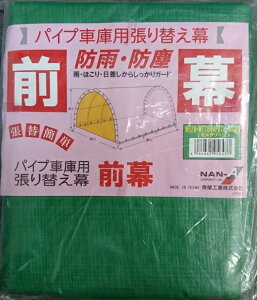 パイプ車庫用張り替え幕
防雨・防塵
雨・ほこり・日差しからしっかりガード
前
幕
張替簡単
パイプ車庫用
張り替え幕
前幕
NAN-A
CORPORATION
MADE IN CHINA 南榮工業株式会社